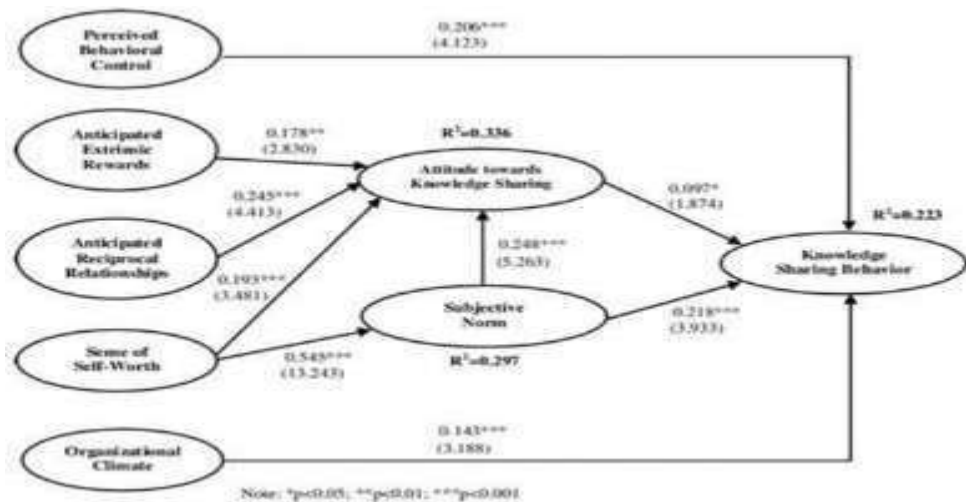 Perceived
Behavioral
Control
0.206***
(4.123)
Anticipated
Extrinsic
Rewards
0.178**
(2.830)
R²=0.336
Attitude towards
Knowledge Sharing
0.097*
(1.874)
R²=0.223
Anticipated
Reciprocal
Relationships
0.245***
(4.413)
0.193***
(3.481)
0.248***
(5.263)
Knowledge
Sharing Behavior
Subjective
Norm
0.218***
(3.933)
R²=0.297
Sense of
Self-Worth
0.545***
(13.243)
Organizational
Climate
0.143***
(3.188)
Note: *p<0.05; **p<0.01; ***p<0.001